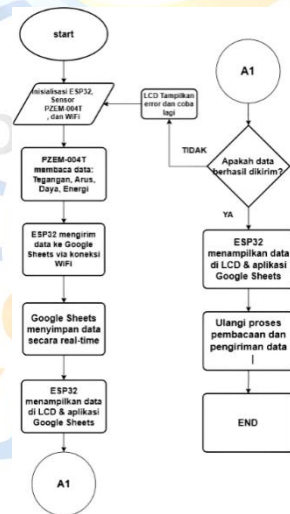 start
Inisialisasi ESP32,
Sensor
PZEM-004T
, dan WiFi
PZEM-004T
membaca data:
Tegangan, Arus,
Daya, Energi
ESP32 mengirim
data ke Google
Sheets via koneksi
WiFi
Google Sheets
menyimpan data
secara real-time
ESP32
menampilkan data
di LCD & aplikasi
Google Sheets
A1
LCD Tampilkan
error dan coba
lagi
A1
TIDAK
Apakah data
berhasil dikirim?
YA
ESP32
menampilkan data
di LCD & aplikasi
Google Sheets
Ulangi proses
pembacaan dan
pengiriman data
END